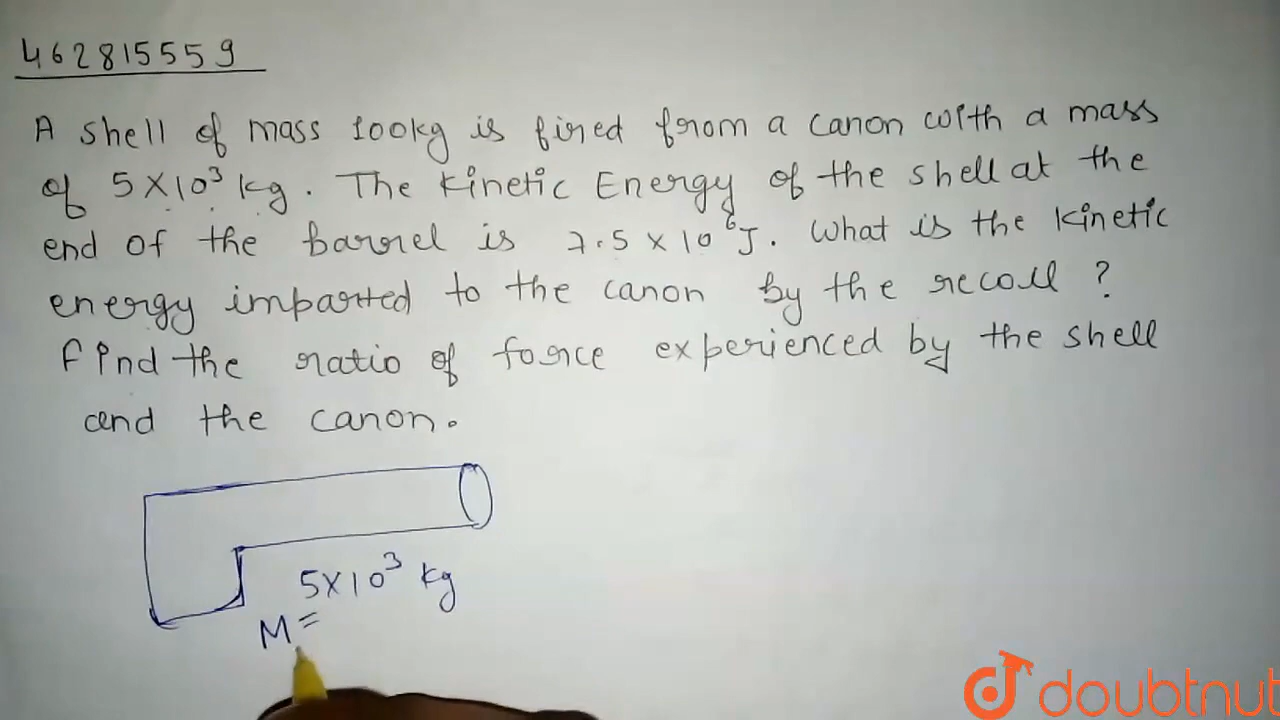 462815559
A shell of mass 100kg is fired from a canon with a mass
of 5×10³ kg. The Kinetic Energy of the shell at the
end of the barrel is 7.5 × 10⁶J. What is the Kinetic
energy imparted to the canon by the recoil ?
Find the ratio of force experienced by the shell
and the canon.
5×10³ kg
M =
doubtnut